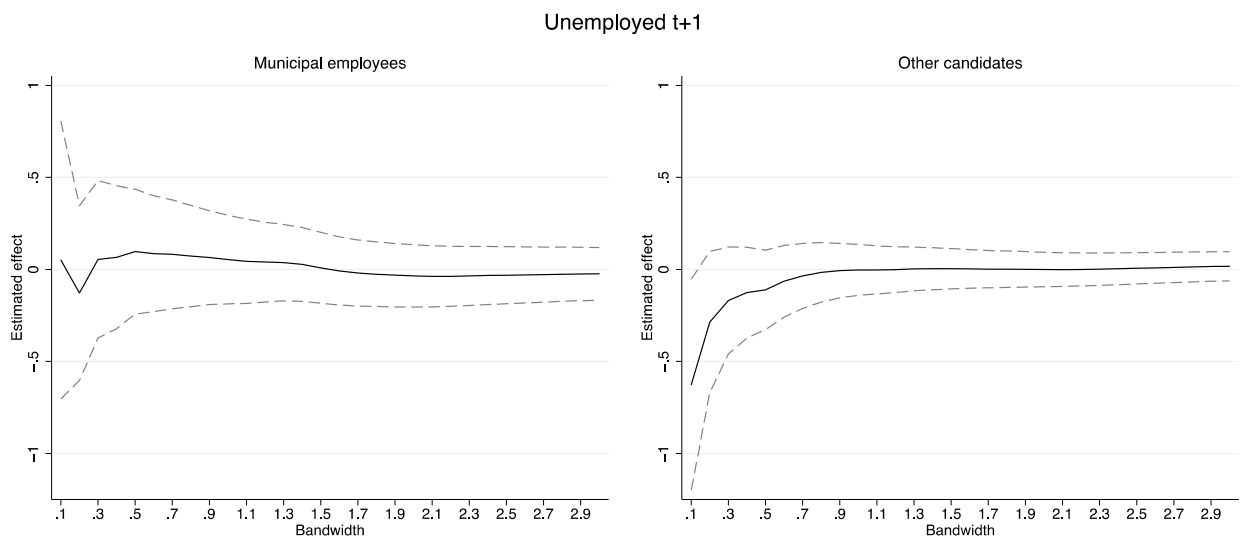 Unemployed t+1
Municipal employees
Estimated effect
1
.5
0
-.5
-1
.1 .3 .5 .7 .9 1.1 1.3 1.5 1.7 1.9 2.1 2.3 2.5 2.7 2.9
Bandwidth
Other candidates
Estimated effect
1
.5
0
-.5
-1
.1 .3 .5 .7 .9 1.1 1.3 1.5 1.7 1.9 2.1 2.3 2.5 2.7 2.9
Bandwidth